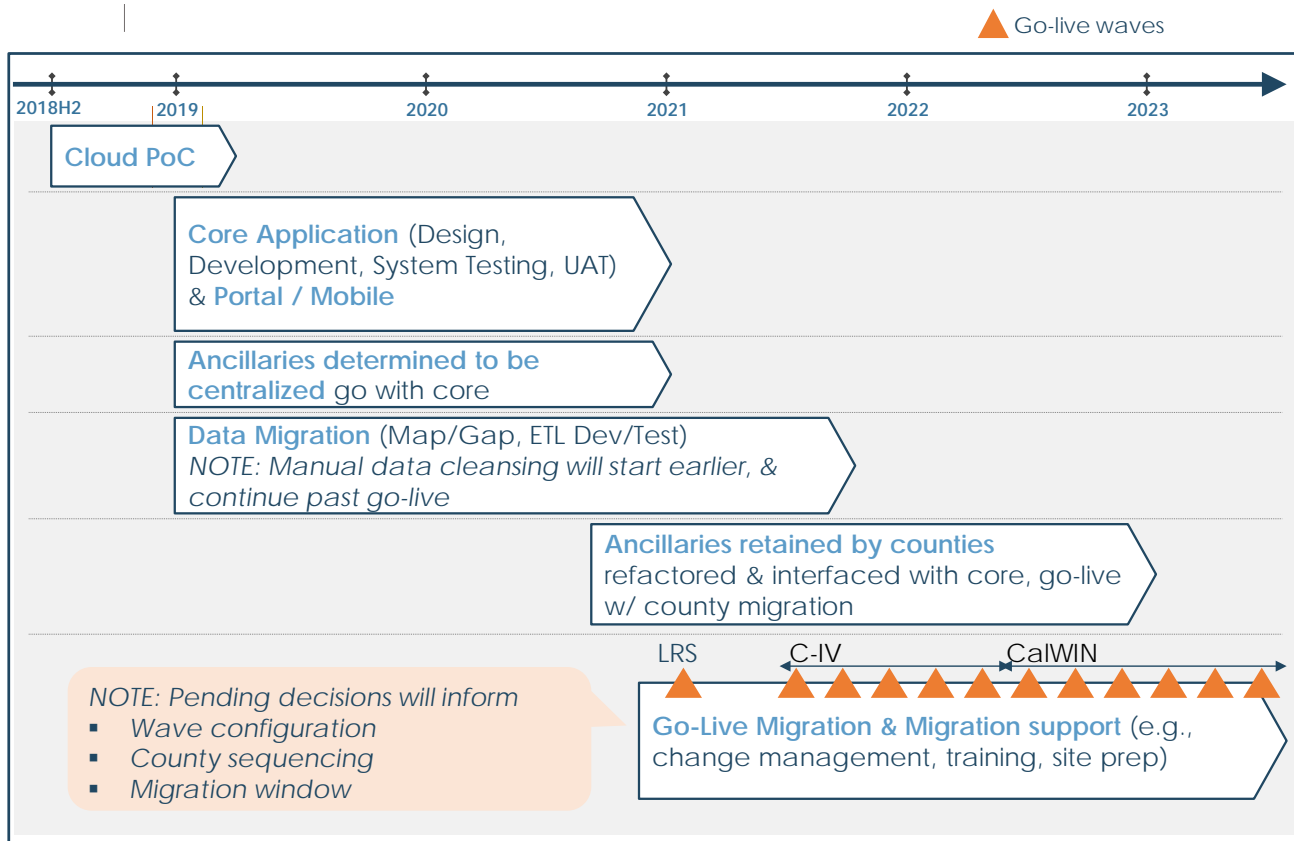 Go-live waves
2018H2
2019
2020
2021
2022
2023
Cloud PoC
Core Application (Design,
Development, System Testing, UAT)
& Portal / Mobile
Ancillaries determined to be
centralized go with core
Data Migration (Map/Gap, ETL Dev/Test)
NOTE: Manual data cleansing will start earlier, &
continue past go-live
Ancillaries retained by counties
refactored & interfaced with core, go-live
w/ county migration
LRS
C-IV
CalWIN
NOTE: Pending decisions will inform
▪ Wave configuration
▪ County sequencing
▪ Migration window
Go-Live Migration & Migration support (e.g.,
change management, training, site prep)